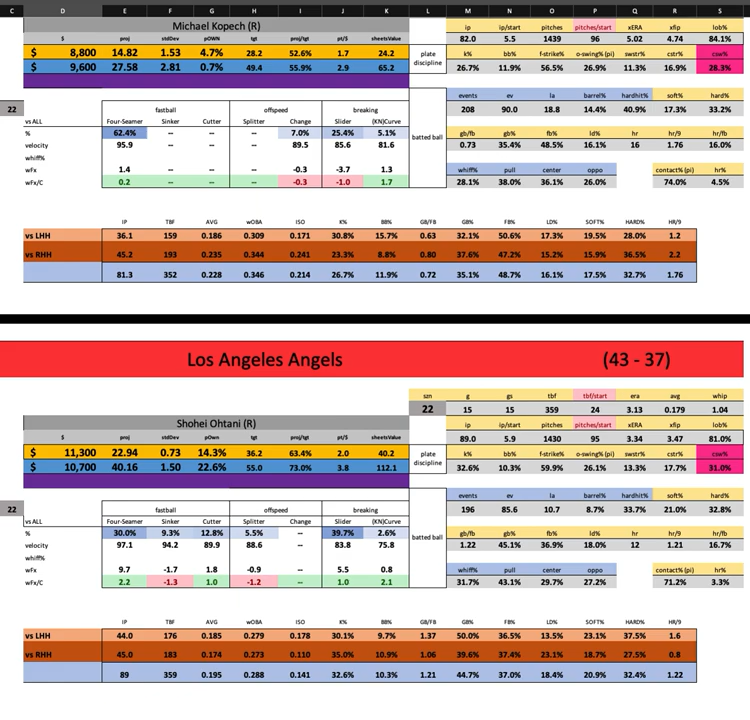 C D E F G H I J K L M N O P Q R S
Michael Kopech (R) ip ip/start pitches pitches/start xERA xfip lob%
$ proj stdDev pOWN tgt proj/tgt pt/$ sheetsValue 82.0 5.5 1439 96 5.02 4.74 84.1%
$ 8,800 14.82 1.53 4.7% 28.2 52.6% 1.7 24.2 plate discipline k% bb% f-strike% o-swing% (pi) swstr% cstr% csw%
$ 9,600 27.58 2.81 0.7% 49.4 55.9% 2.9 65.2 26.7% 11.9% 56.5% 26.9% 11.3% 16.9% 28.3%
events ev la barrel% hardhit% soft% hard%
22 fastball offspeed breaking 208 90.0 18.8 14.4% 40.9% 17.3% 33.2%
vs ALL Four-Seamer Sinker Cutter Splitter Change Slider (KN)Curve batted ball
% 62.4% -- -- -- 7.0% 25.4% 5.1% gb/fb gb% fb% ld% hr hr/9 hr/fb
velocity 95.9 -- -- -- 89.5 85.6 81.6 0.73 35.4% 48.5% 16.1% 16 1.76 16.0%
whiff%
wFx 1.4 -- -- -- -0.3 -3.7 1.3 whiff% pull center oppo contact% (pi) hr%
wFx/C 0.2 -- -- -- -0.3 -1.0 1.7 28.1% 38.0% 36.1% 26.0% 74.0% 4.5%
IP TBF AVG wOBA ISO K% BB% GB/FB GB% FB% LD% SOFT% HARD% HR/9
vs LHH 36.1 159 0.186 0.309 0.171 30.8% 15.7% 0.63 32.1% 50.6% 17.3% 19.5% 28.0% 1.2
vs RHH 45.2 193 0.235 0.344 0.241 23.3% 8.8% 0.80 37.6% 47.2% 15.2% 15.9% 36.5% 2.2
81.3 352 0.228 0.346 0.214 26.7% 11.9% 0.72 35.1% 48.7% 16.1% 17.5% 32.7% 1.76
Los Angeles Angels (43 - 37)
szn g gs tbf tbf/start era avg whip
22 15 15 359 24 3.13 0.179 1.04
Shohei Ohtani (R) ip ip/start pitches pitches/start xERA xfip lob%
$ proj stdDev pOwn tgt proj/tgt pt/$ sheetsValue 89.0 5.9 1430 95 3.34 3.47 81.0%
$ 11,300 22.94 0.73 14.3% 36.2 63.4% 2.0 40.2 plate discipline k% bb% f-strike% o-swing% (pi) swstr% cstr% csw%
$ 10,700 40.16 1.50 22.6% 55.0 73.0% 3.8 112.1 32.6% 10.3% 59.9% 26.1% 13.3% 17.7% 31.0%
events ev la barrel% hardhit% soft% hard%
22 fastball offspeed breaking 196 85.6 10.7 8.7% 33.7% 21.0% 32.8%
vs ALL Four-Seamer Sinker Cutter Splitter Change Slider (KN)Curve batted ball
% 30.0% 9.3% 12.8% 5.5% -- 39.7% 2.6% gb/fb gb% fb% ld% hr hr/9 hr/fb
velocity 97.1 94.2 89.9 88.6 -- 83.8 75.8 1.22 45.1% 36.9% 18.0% 12 1.21 16.7%
whiff%
wFx 9.7 -1.7 1.8 -0.9 5.5 0.8 whiff% pull center oppo contact% (pi) hr%
wFx/C 2.2 -1.3 1.0 -1.2 -- 1.0 2.1 31.7% 43.1% 29.7% 27.2% 71.2% 3.3%
IP TBF AVG wOBA ISO K% BB% GB/FB GB% FB% LD% SOFT% HARD% HR/9
vs LHH 44.0 176 0.185 0.279 0.178 30.1% 9.7% 1.37 50.0% 36.5% 13.5% 23.1% 37.5% 1.6
vs RHH 45.0 183 0.174 0.273 0.110 35.0% 10.9% 1.06 39.6% 37.4% 23.1% 18.7% 27.5% 0.8
89 359 0.195 0.288 0.141 32.6% 10.3% 1.21 44.7% 37.0% 18.4% 20.9% 32.4% 1.22